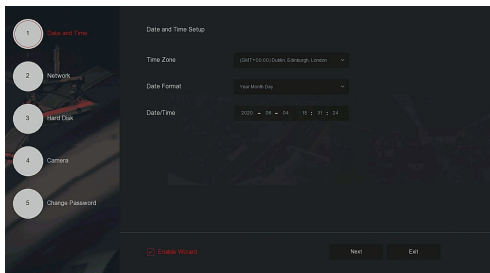 1 Date and Time
2 Network
3 Hard Disk
4 Camera
5 Change Password
Date and Time Setup
Time Zone (GMT+00:00) Dublin, Edinburgh, London
Date Format Year Month Day
Date/Time 2020 - 08 - 04 15 : 31 : 24
Enable Wizard Next Exit